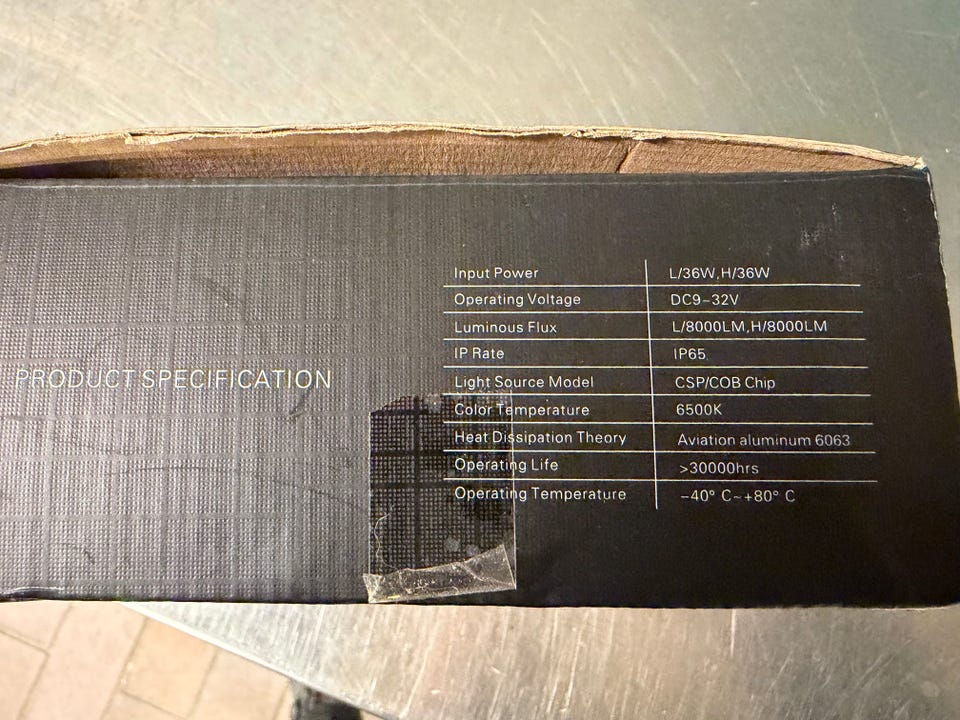 PRODUCT SPECIFICATION
Input Power L/36W,H/36W
Operating Voltage DC9-32V
Luminous Flux L/8000LM,H/8000LM
IP Rate IP65
Light Source Model CSP/COB Chip
Color Temperature 6500K
Heat Dissipation Theory Aviation aluminum 6063
Operating Life >30000hrs
Operating Temperature -40° C~+80° C